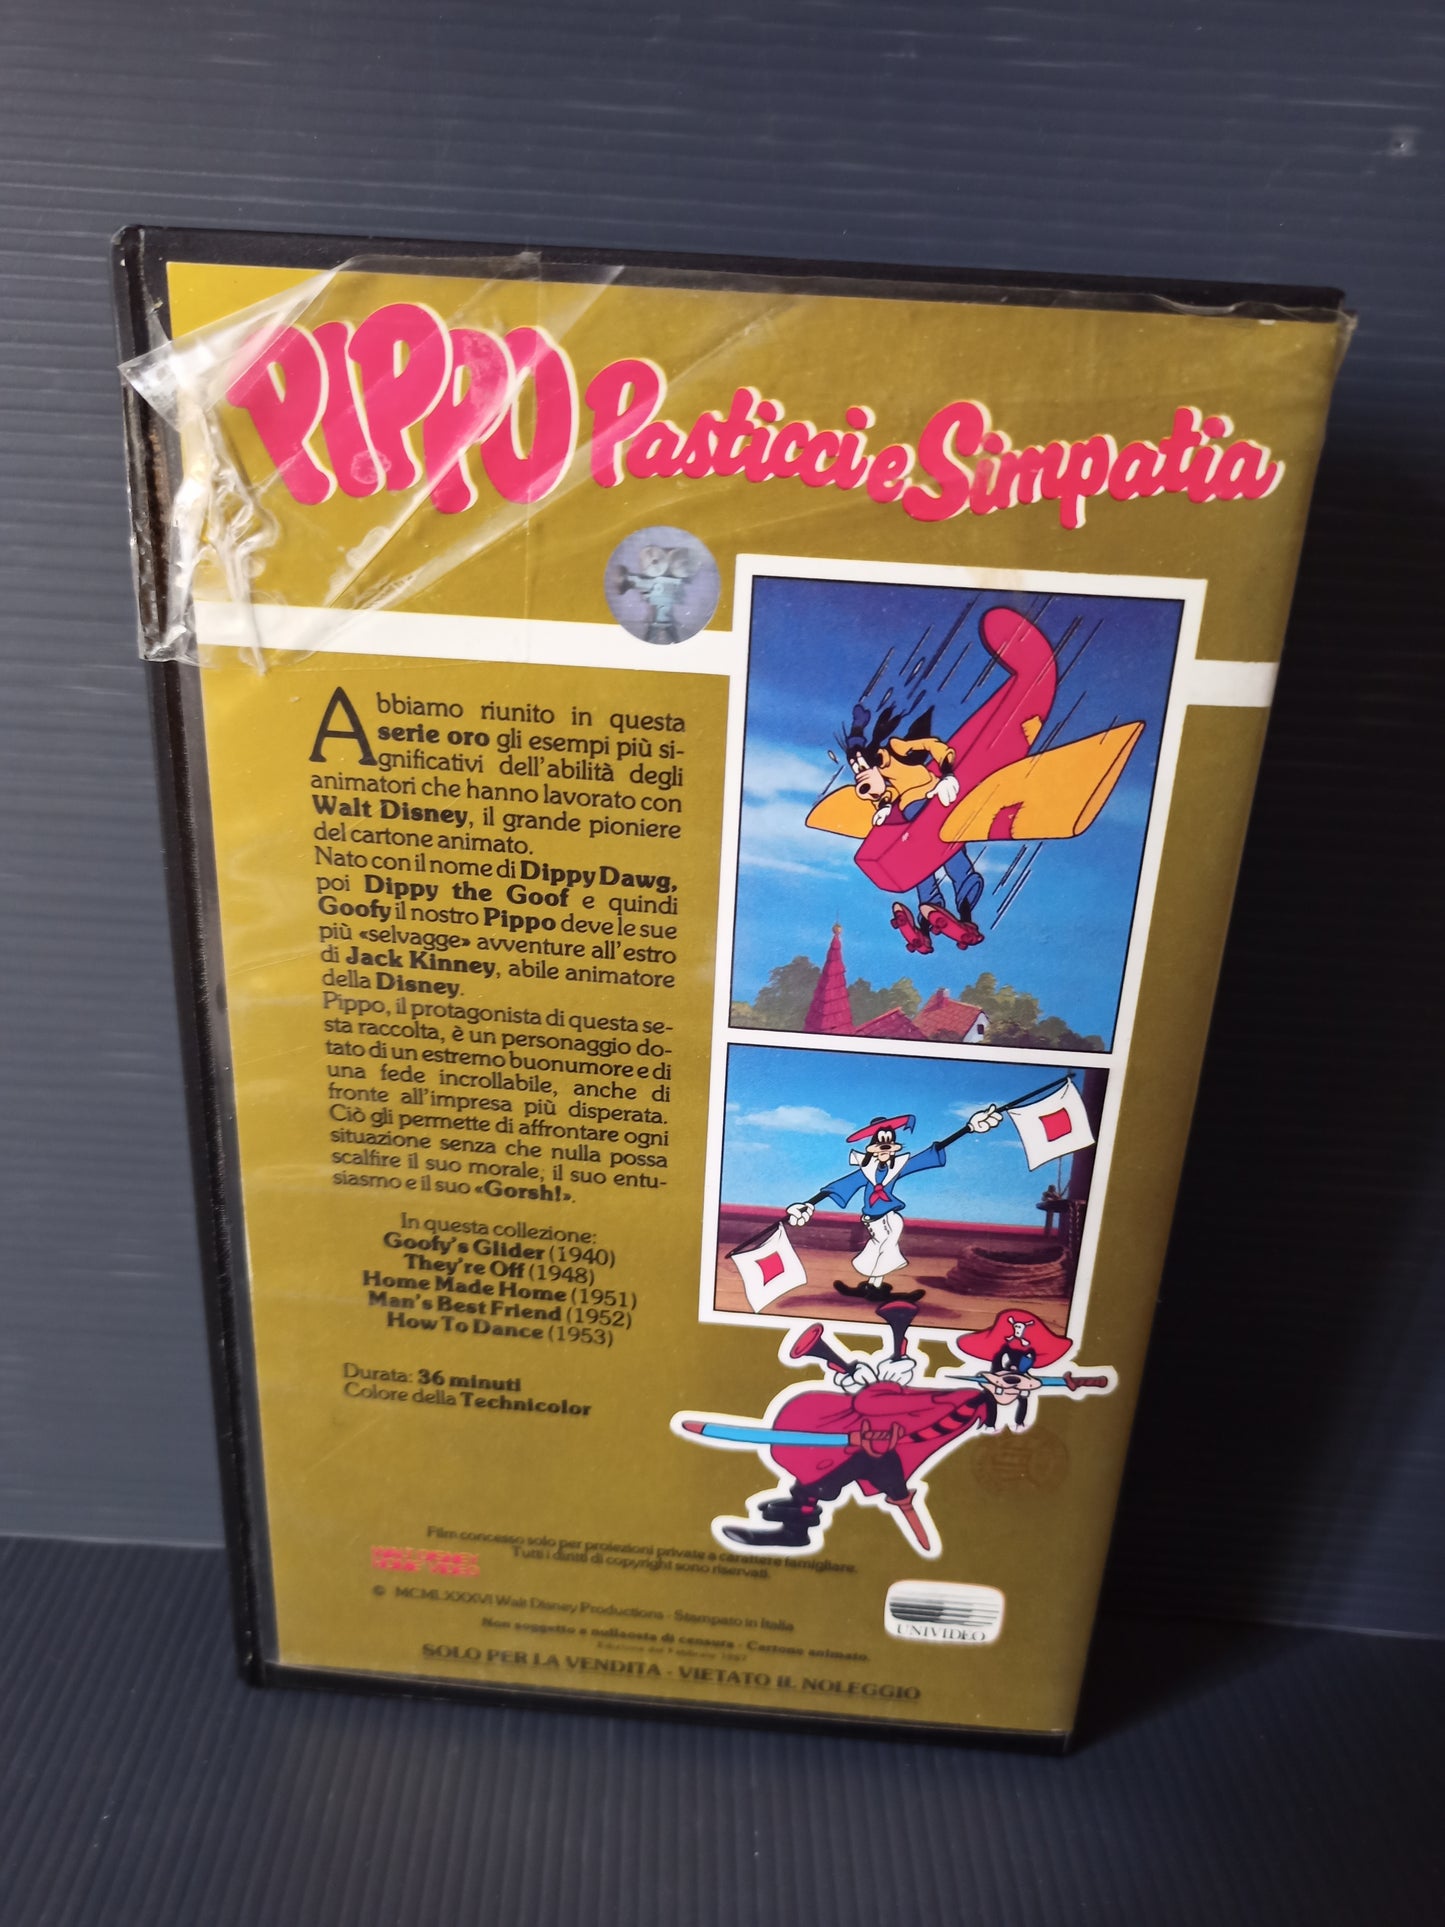 PIPPO Pasticci e Simpatia
Abbiamo riunito in questa
serie oro gli esempi più si-
gnificativi dell'abilità degli
animatori che hanno lavorato con
Walt Disney, il grande pioniere
del cartone animato.
Nato con il nome di Dippy Dawg,
poi Dippy the Goof e quindi
Goofy il nostro Pippo deve le sue
più «selvagge» avventure all'estro
di Jack Kinney, abile animatore
della Disney.
Pippo, il protagonista di questa se-
sta raccolta, è un personaggio do-
tato di un estremo buonumore e di
una fede incrollabile, anche di
fronte all'impresa più disperata.
Ciò gli permette di affrontare ogni
situazione senza che nulla possa
scalfire il suo morale, il suo entu-
siasmo e il suo «Gorsh!».
In questa collezione:
Goofy's Glider (1940)
They're Off (1948)
Home Made Home (1951)
Man's Best Friend (1952)
How To Dance (1953)
Durata: 36 minuti
Colore della Technicolor
Film concesso solo per proiezioni private a carattere famigliare.
Tutti i diritti di copyright sono riservati.
WALT DISNEY
HOME VIDEO
© MCMLXXXVI Walt Disney Productions - Stampato in Italia
Non soggetto a nullaosta di censura - Cartone animato.
Edizione del Febbraio 1987
SOLO PER LA VENDITA - VIETATO IL NOLEGGIO
UNIVIDEO